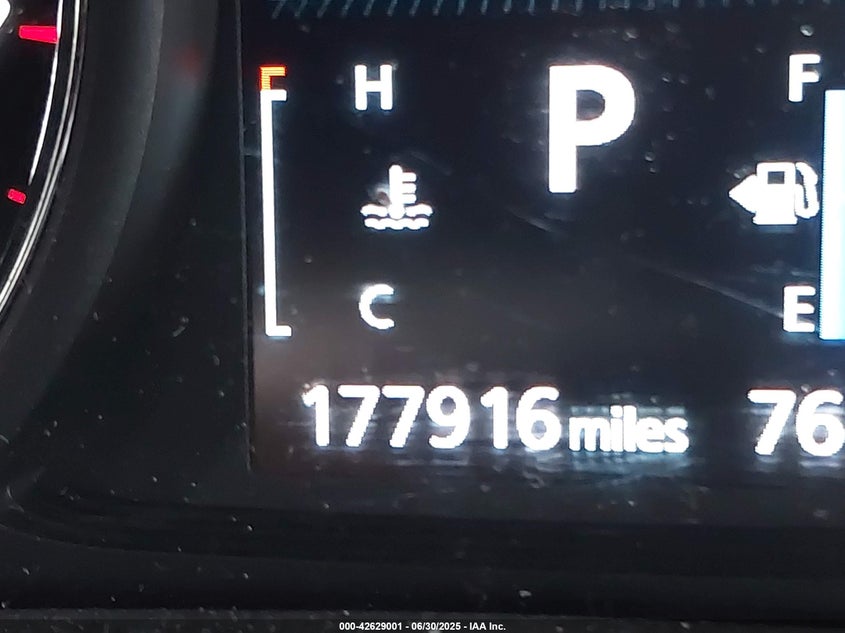 H P F
C E
177916 miles 76
000-42629001 - 06/30/2025 - IAA Inc.